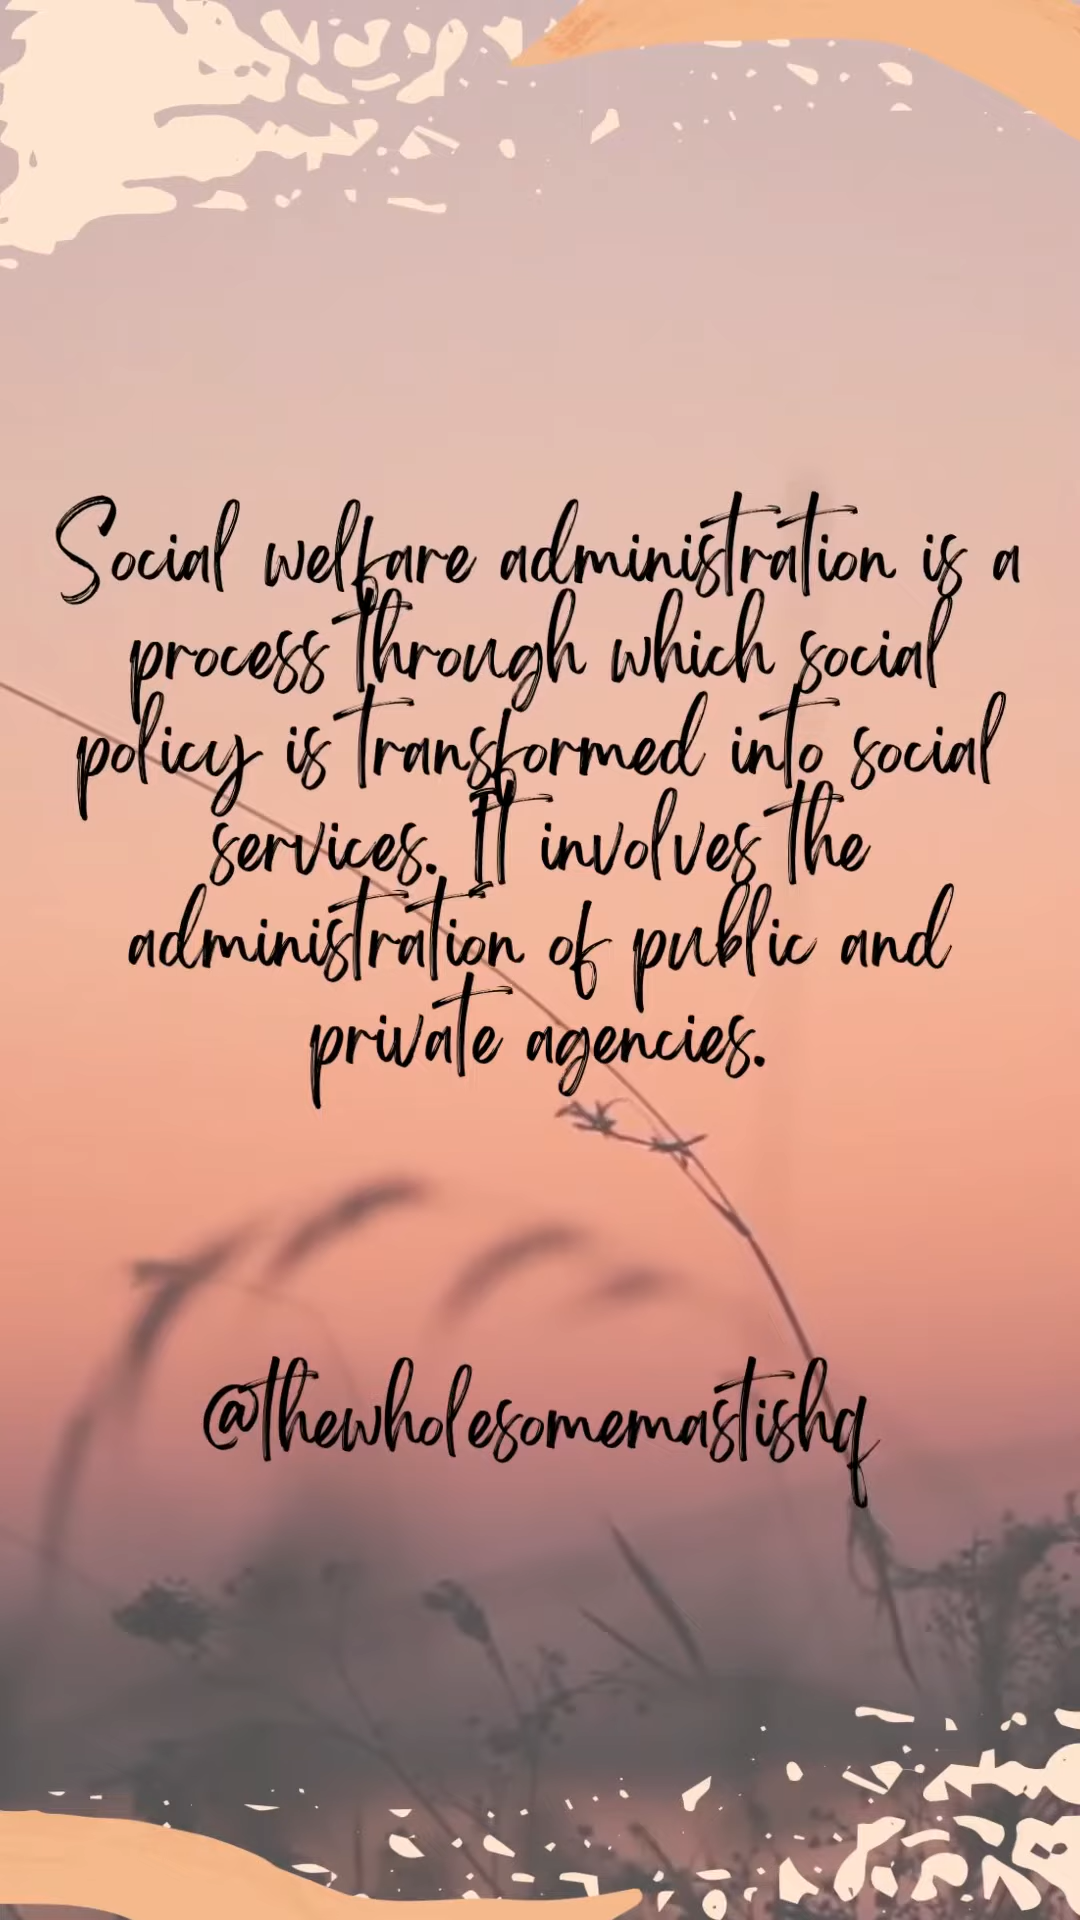 Social welfare administration is a
process through which social
policy is transformed into social
services. It involves the
administration of public and
private agencies.
@thewholesomemastishq